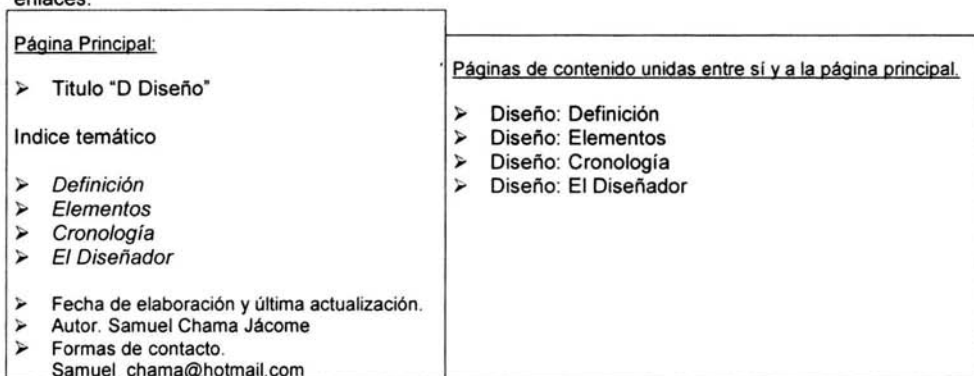 enlaces.
Página Principal:
➢ Titulo "D Diseño"
Indice temático
➢ Definición
➢ Elementos
➢ Cronología
➢ El Diseñador
➢ Fecha de elaboración y última actualización.
➢ Autor. Samuel Chama Jácome
➢ Formas de contacto.
Samuel_chama@hotmail.com
Páginas de contenido unidas entre sí y a la página principal.
➢ Diseño: Definición
➢ Diseño: Elementos
➢ Diseño: Cronología
➢ Diseño: El Diseñador